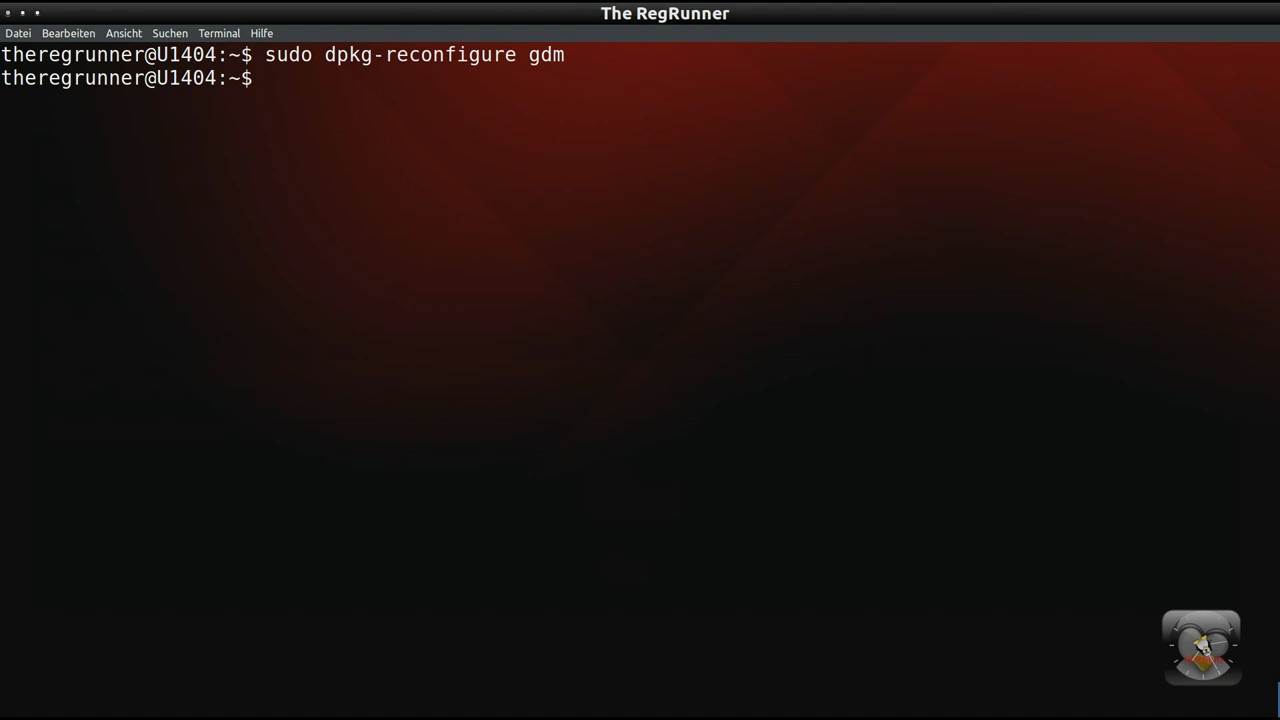 The RegRunner
Datei Bearbeiten Ansicht Suchen Terminal Hilfe
theregrunner@U1404:~$ sudo dpkg-reconfigure gdm
theregrunner@U1404:~$